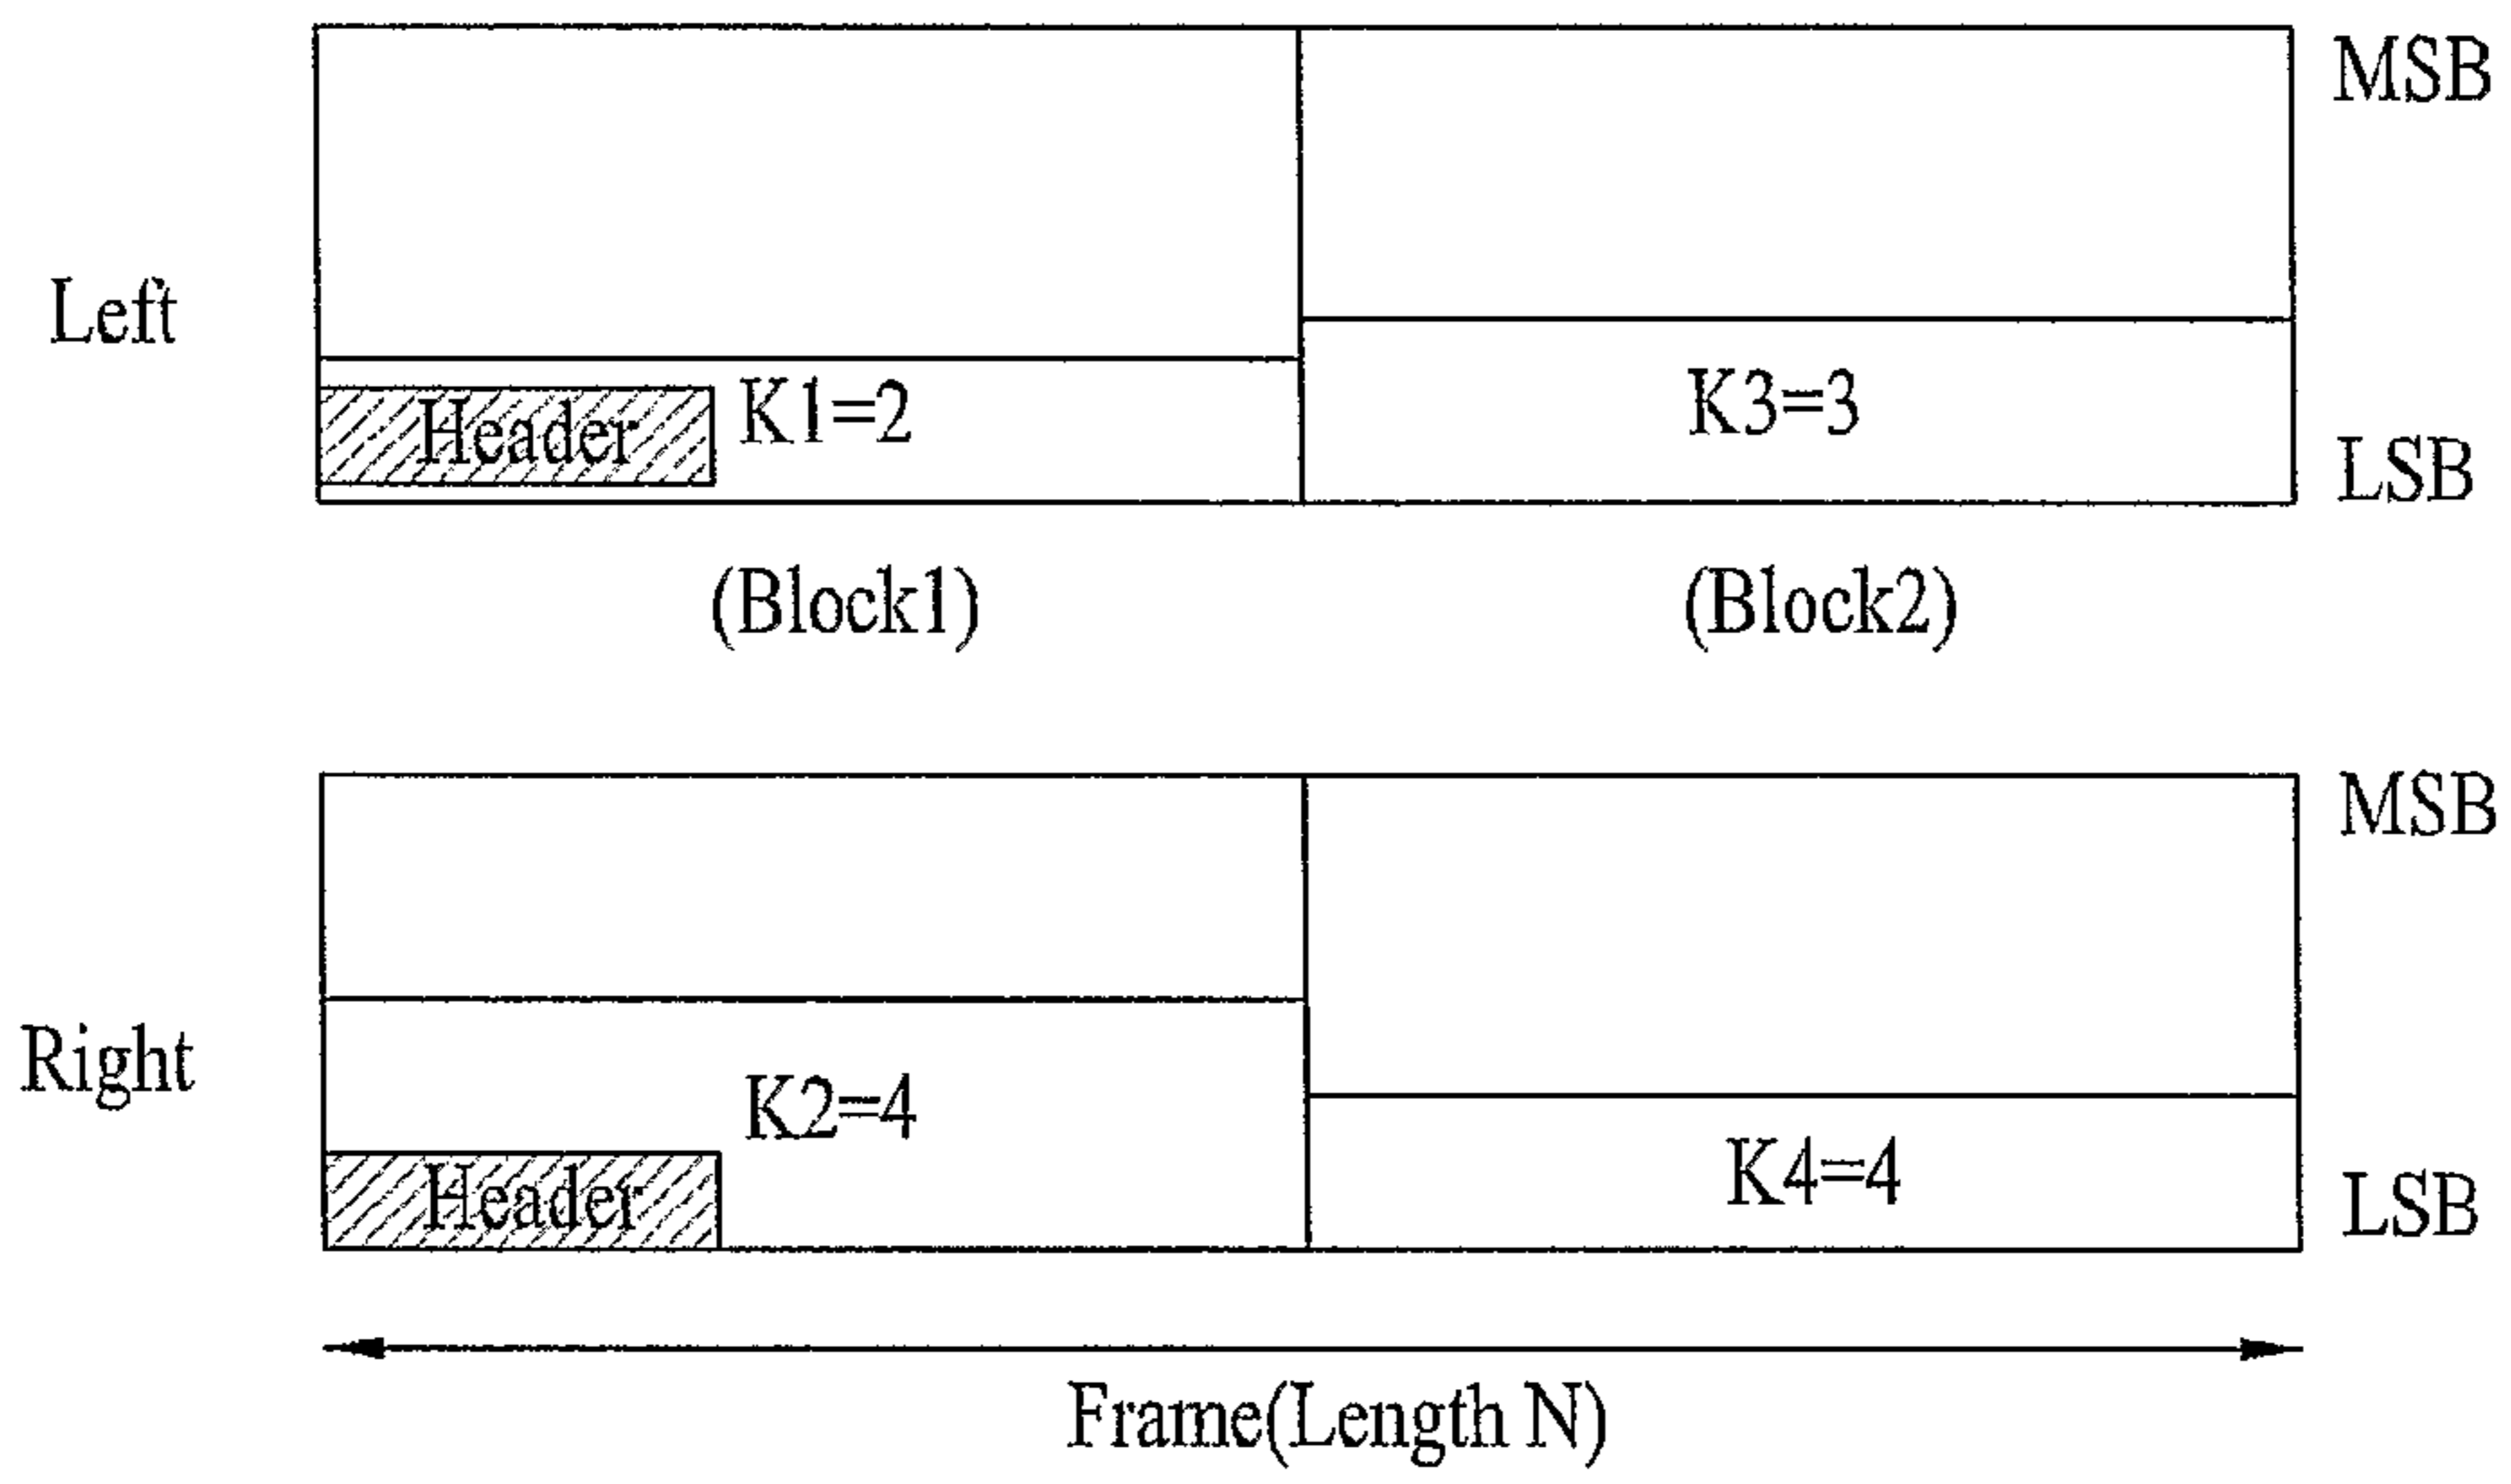 MSB
Left
Header K1=2
K3=3
LSB
(Block1)
(Block2)
MSB
Right
K2=4
Header
K4=4
LSB
Frame(Length N)